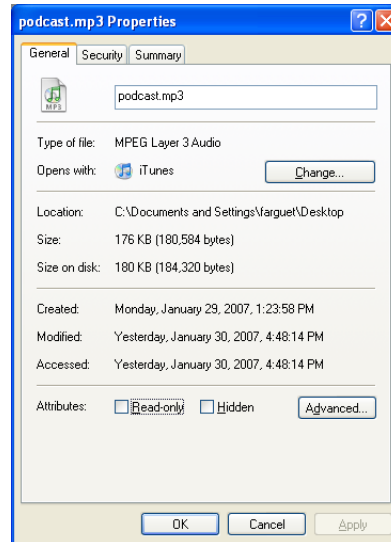 podcast.mp3 Properties
General Security Summary
MP3
podcast.mp3
Type of file: MPEG Layer 3 Audio
Opens with: iTunes Change...
Location: C:\Documents and Settings\farguet\Desktop
Size: 176 KB (180,584 bytes)
Size on disk: 180 KB (184,320 bytes)
Created: Monday, January 29, 2007, 1:23:58 PM
Modified: Yesterday, January 30, 2007, 4:48:14 PM
Accessed: Yesterday, January 30, 2007, 4:48:14 PM
Attributes: Read-only Hidden Advanced...
OK Cancel Apply